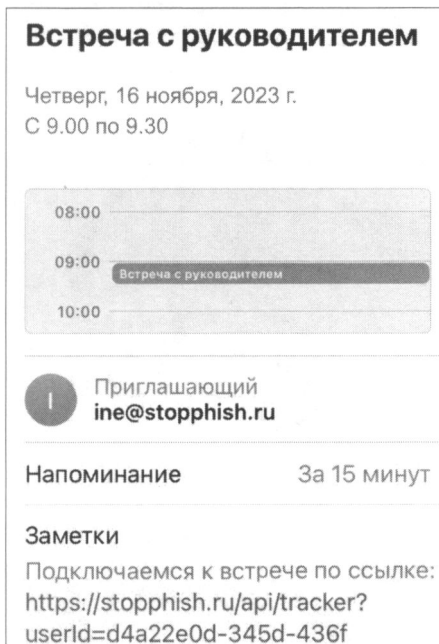 Встреча с руководителем
Четверг, 16 ноября, 2023 г.
С 9.00 по 9.30
08:00
09:00
Встреча с руководителем
10:00
I
Приглашающий
ine@stopphish.ru
Напоминание За 15 минут
Заметки
Подключаемся к встрече по ссылке:
https://stopphish.ru/api/tracker?
userId=d4a22e0d-345d-436f